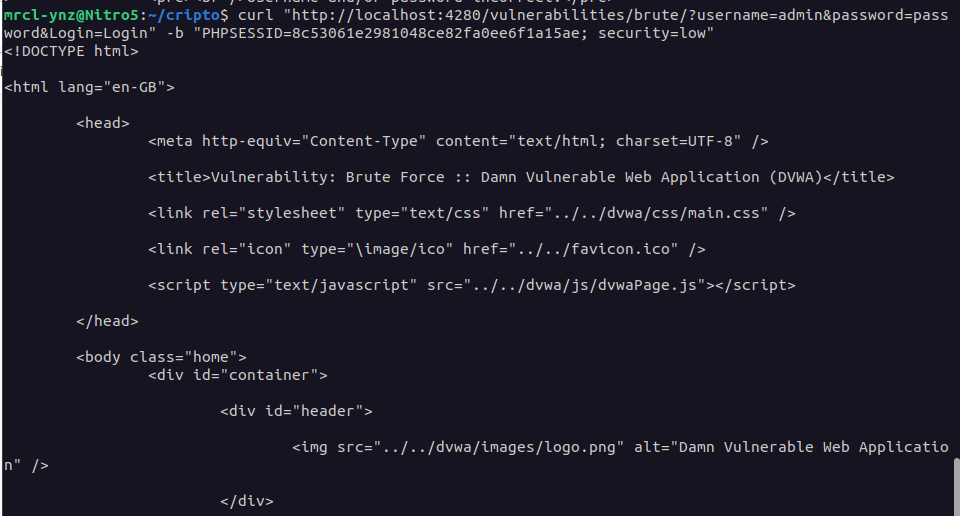 mrcl-ynz@Nitro5:~/cripto$ curl "http://localhost:4280/vulnerabilities/brute/?username=admin&password=pass
word&Login=Login" -b "PHPSESSID=8c53061e2981048ce82fa0ee6f1a15ae; security=low"
<!DOCTYPE html>
<html lang="en-GB">
<head>
<meta http-equiv="Content-Type" content="text/html; charset=UTF-8" />
<title>Vulnerability: Brute Force :: Damn Vulnerable Web Application (DVWA)</title>
<link rel="stylesheet" type="text/css" href="../../dvwa/css/main.css" />
<link rel="icon" type="\image/ico" href="../../favicon.ico" />
<script type="text/javascript" src="../../dvwa/js/dvwaPage.js"></script>
</head>
<body class="home">
<div id="container">
<div id="header">
<img src="../../dvwa/images/logo.png" alt="Damn Vulnerable Web Applicatio
n" />
</div>